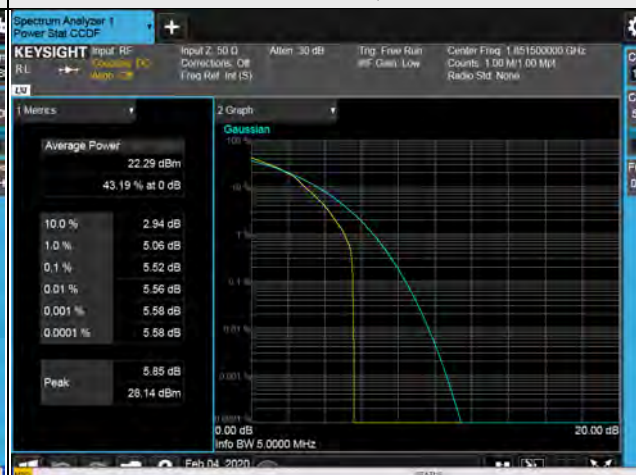 Spectrum Analyzer 1
Power Stat CCDF
+
KEYSIGHT
Input: RF
Coupling: DC
Align: Off
Input Z: 50 Ω
Corrections: Off
Freq Ref: Int (S)
Atten: 30 dB
Trig: Free Run
#IF Gain: Low
Center Freq: 1.851500000 GHz
Counts: 1.00 M/1.00 Mpt
Radio Std: None
LXI
1 Metrics
2 Graph
Average Power
22.29 dBm
43.19 % at 0 dB
10.0 % 2.94 dB
1.0 % 5.06 dB
0.1 % 5.52 dB
0.01 % 5.56 dB
0.001 % 5.58 dB
0.0001 % 5.58 dB
Peak
5.85 dB
28.14 dBm
Gaussian
100 %
10 %
1 %
0.1 %
0.01 %
0.001 %
0.0001 %
0.00 dB
20.00 dB
Info BW 5.0000 MHz
Feb 04, 2020
STATUS